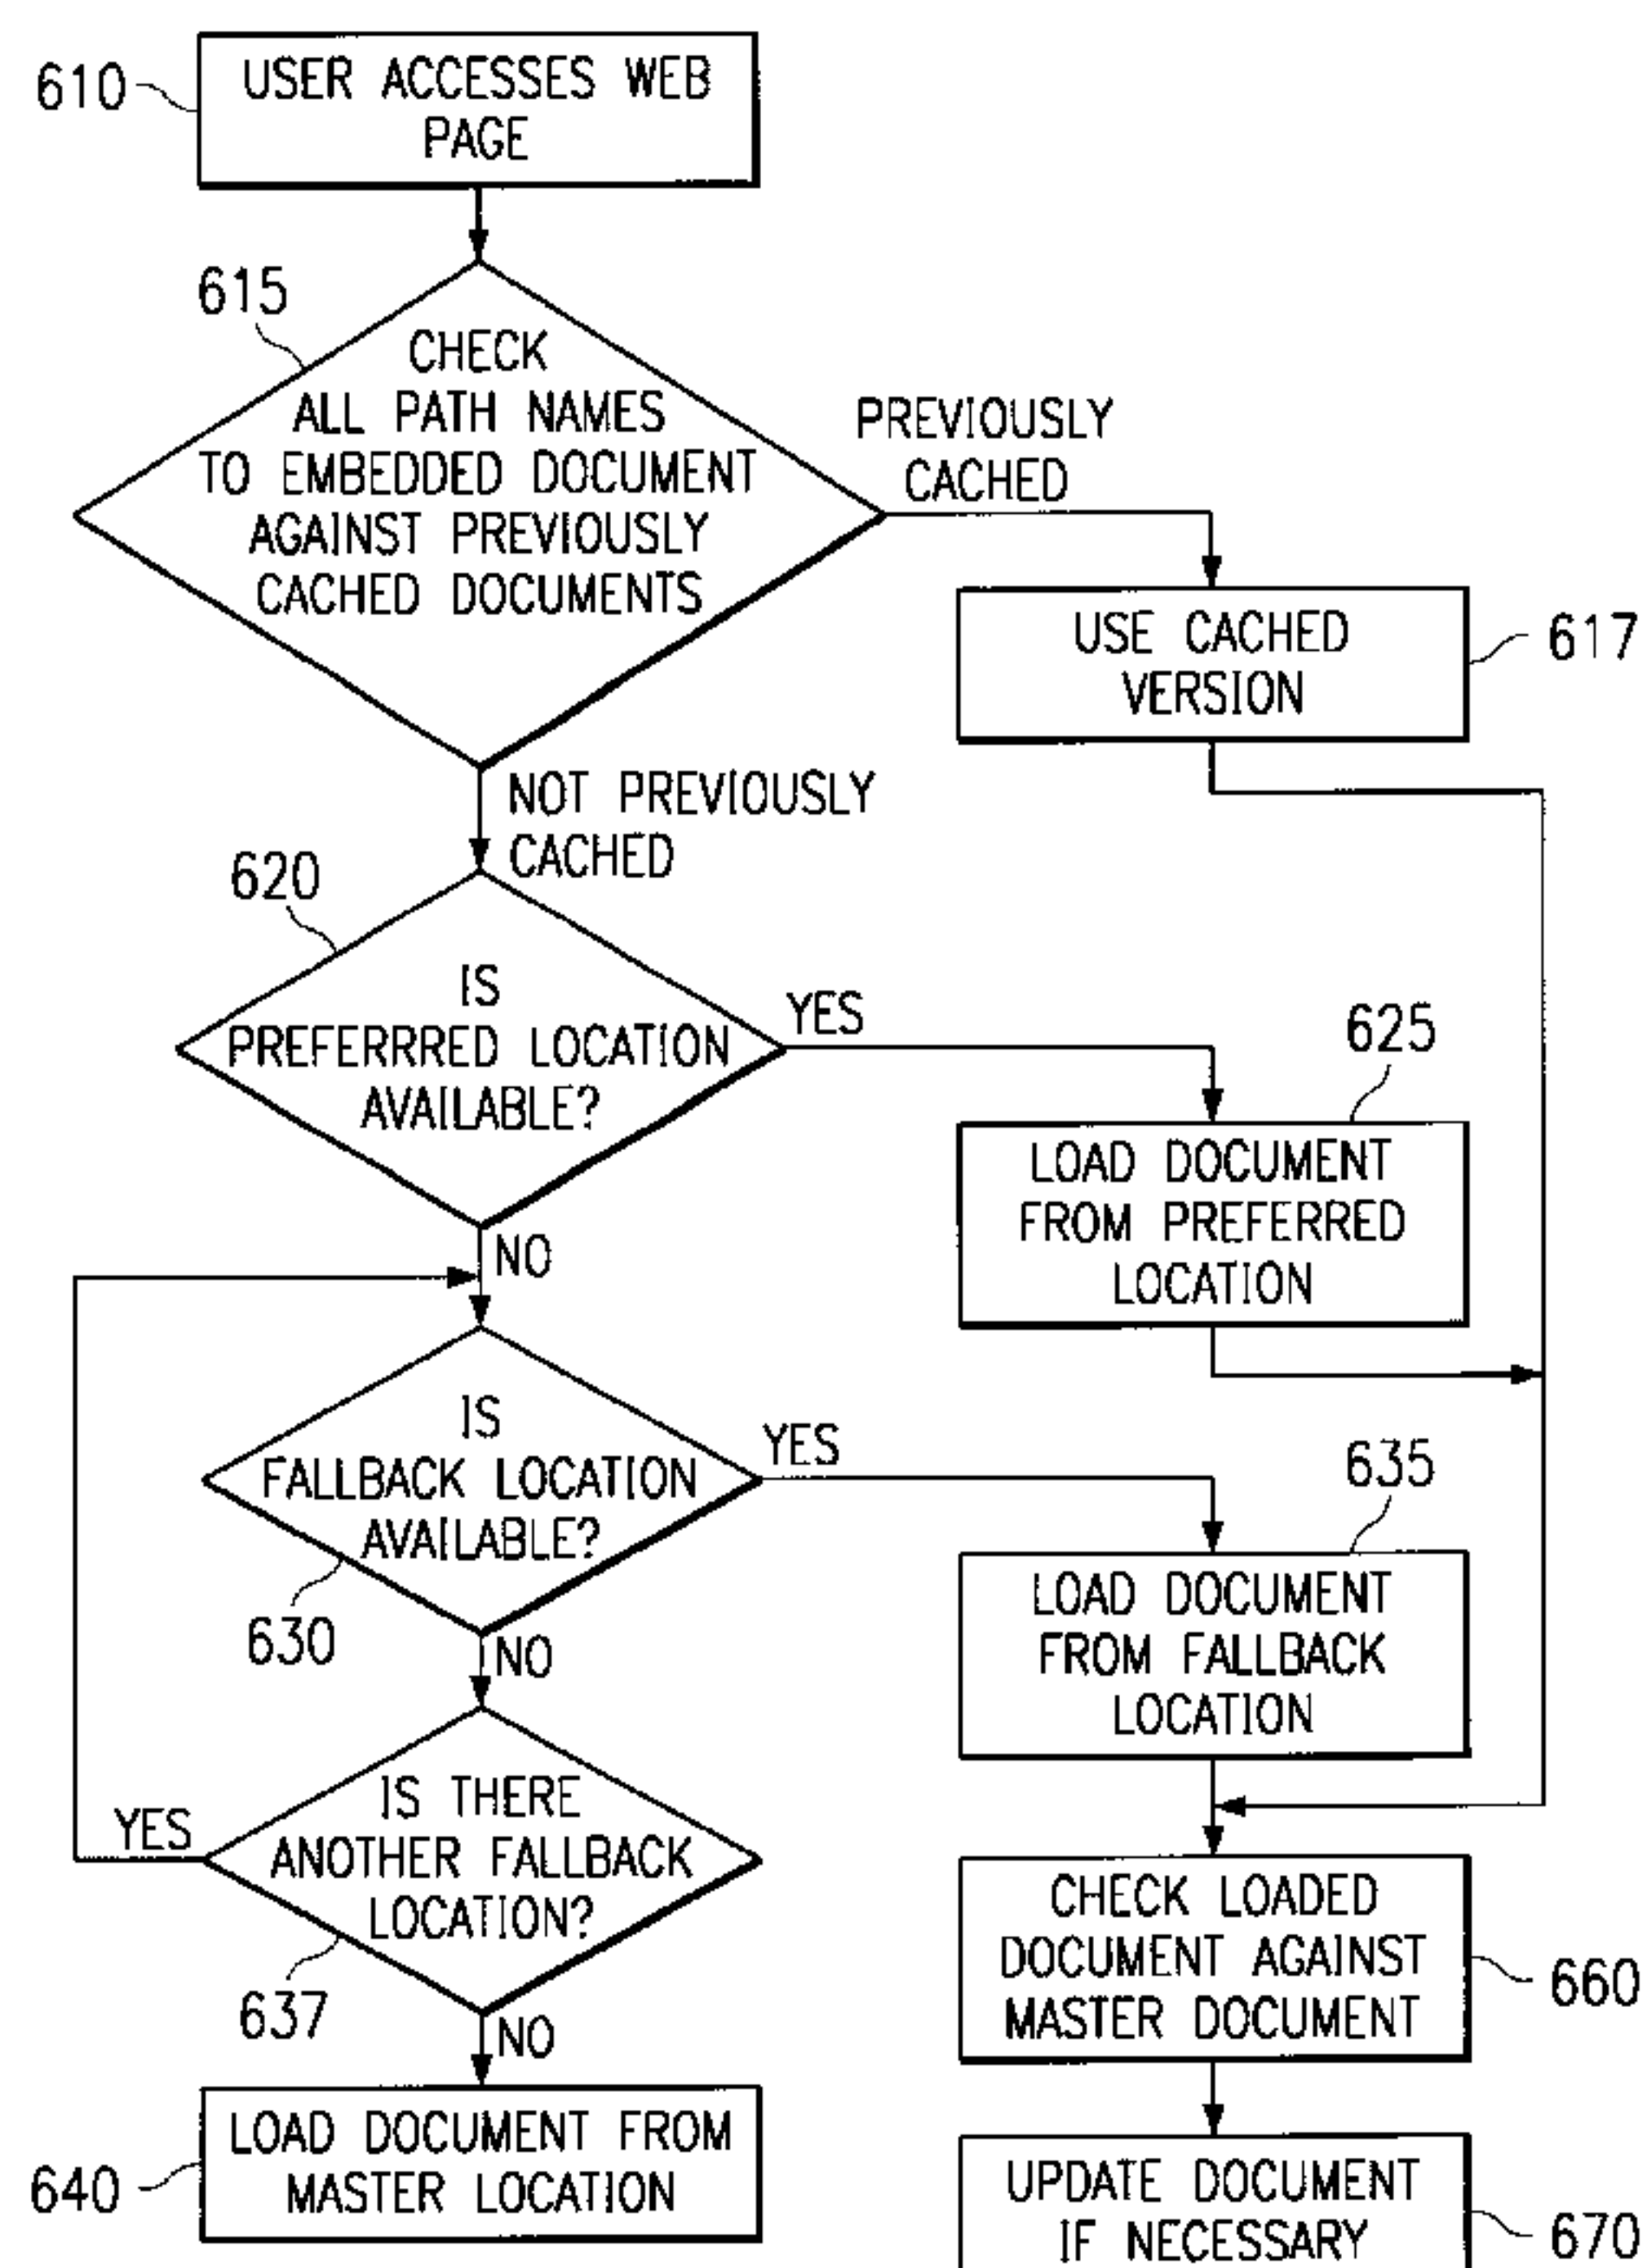 610
USER ACCESSES WEB
PAGE
615
CHECK
ALL PATH NAMES
TO EMBEDDED DOCUMENT
AGAINST PREVIOUSLY
CACHED DOCUMENTS
PREVIOUSLY
CACHED
USE CACHED
VERSION
617
NOT PREVIOUSLY
CACHED
620
IS
PREFERRRED LOCATION
AVAILABLE?
YES
625
LOAD DOCUMENT
FROM PREFERRED
LOCATION
NO
IS
FALLBACK LOCATION
AVAILABLE?
YES
630
635
LOAD DOCUMENT
FROM FALLBACK
LOCATION
NO
IS THERE
ANOTHER FALLBACK
LOCATION?
YES
637
NO
CHECK LOADED
DOCUMENT AGAINST
MASTER DOCUMENT
660
LOAD DOCUMENT FROM
MASTER LOCATION
640
UPDATE DOCUMENT
IF NECESSARY
670